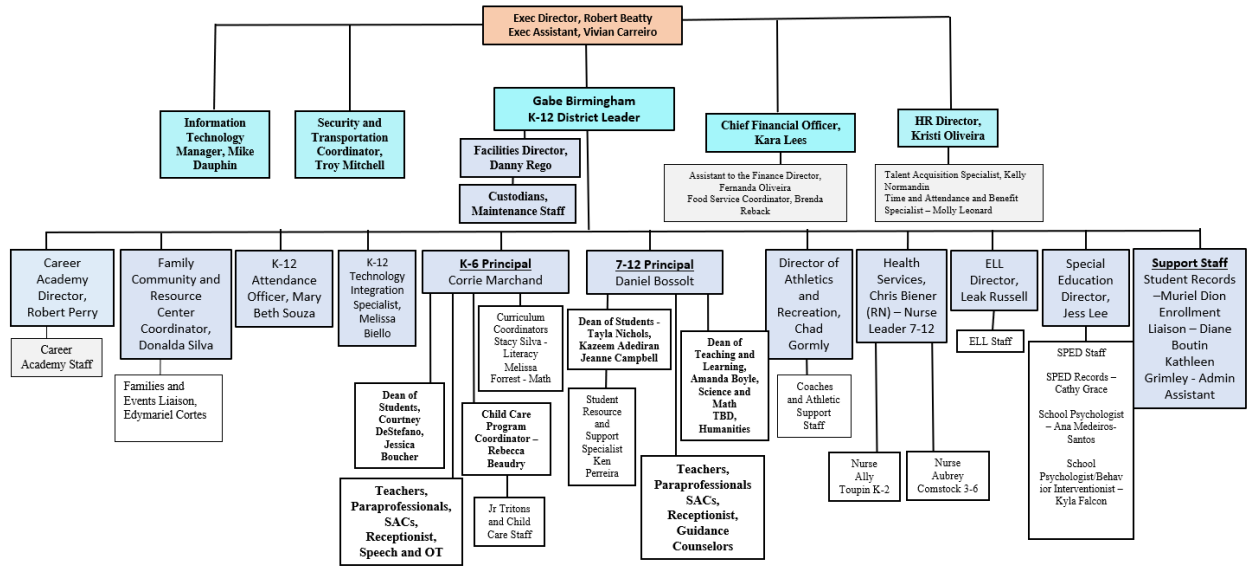 Exec Director, Robert Beatty
Exec Assistant, Vivian Carreiro
Information
Technology
Manager, Mike
Dauphin
Security and
Transportation
Coordinator,
Troy Mitchell
Gabe Birmingham
K-12 District Leader
Chief Financial Officer,
Kara Lees
HR Director,
Kristi Oliveira
Facilities Director,
Danny Rego
Custodians,
Maintenance Staff
Assistant to the Finance Director,
Fernanda Oliveira
Food Service Coordinator, Brenda
Reback
Talent Acquisition Specialist, Kelly
Normandin
Time and Attendance and Benefit
Specialist – Molly Leonard
Career
Academy
Director,
Robert Perry
Career
Academy Staff
Family
Community and
Resource
Center
Coordinator,
Donalda Silva
Families and
Events Liaison,
Edymariel Cortes
K-12
Attendance
Officer, Mary
Beth Souza
K-12
Technology
Integration
Specialist,
Melissa
Biello
K-6 Principal
Corrie Marchand
Curriculum
Coordinators
Stacy Silva -
Literacy
Melissa
Forrest - Math
Dean of
Students,
Courtney
DeStefano,
Jessica
Boucher
Child Care
Program
Coordinator –
Rebecca
Beaudry
Teachers,
Paraprofessionals,
SACs,
Receptionist,
Speech and OT
Jr Tritons
and Child
Care Staff
7-12 Principal
Daniel Bossolt
Dean of Students -
Tayla Nichols,
Kazeem Adediran
Jeanne Campbell
Student
Resource
and
Support
Specialist
Ken
Perreira
Dean of
Teaching and
Learning,
Amanda Boyle,
Science and
Math
TBD,
Humanities
Teachers,
Paraprofessionals
SACs,
Receptionist,
Guidance
Counselors
Director of
Athletics
and
Recreation,
Chad
Gormly
Coaches
and Athletic
Support
Staff
Health
Services,
Chris Biener
(RN) – Nurse
Leader 7-12
Nurse
Ally
Toupin K-2
Nurse
Aubrey
Comstock 3-6
ELL
Director,
Leak Russell
ELL Staff
Special
Education
Director,
Jess Lee
SPED Staff
SPED Records –
Cathy Grace
School Psychologist
– Ana Medeiros-
Santos
School
Psychologist/Behav
ior Interventionist –
Kyla Falcon
Support Staff
Student Records
–Muriel Dion
Enrollment
Liaison – Diane
Boutin
Kathleen
Grimley - Admin
Assistant